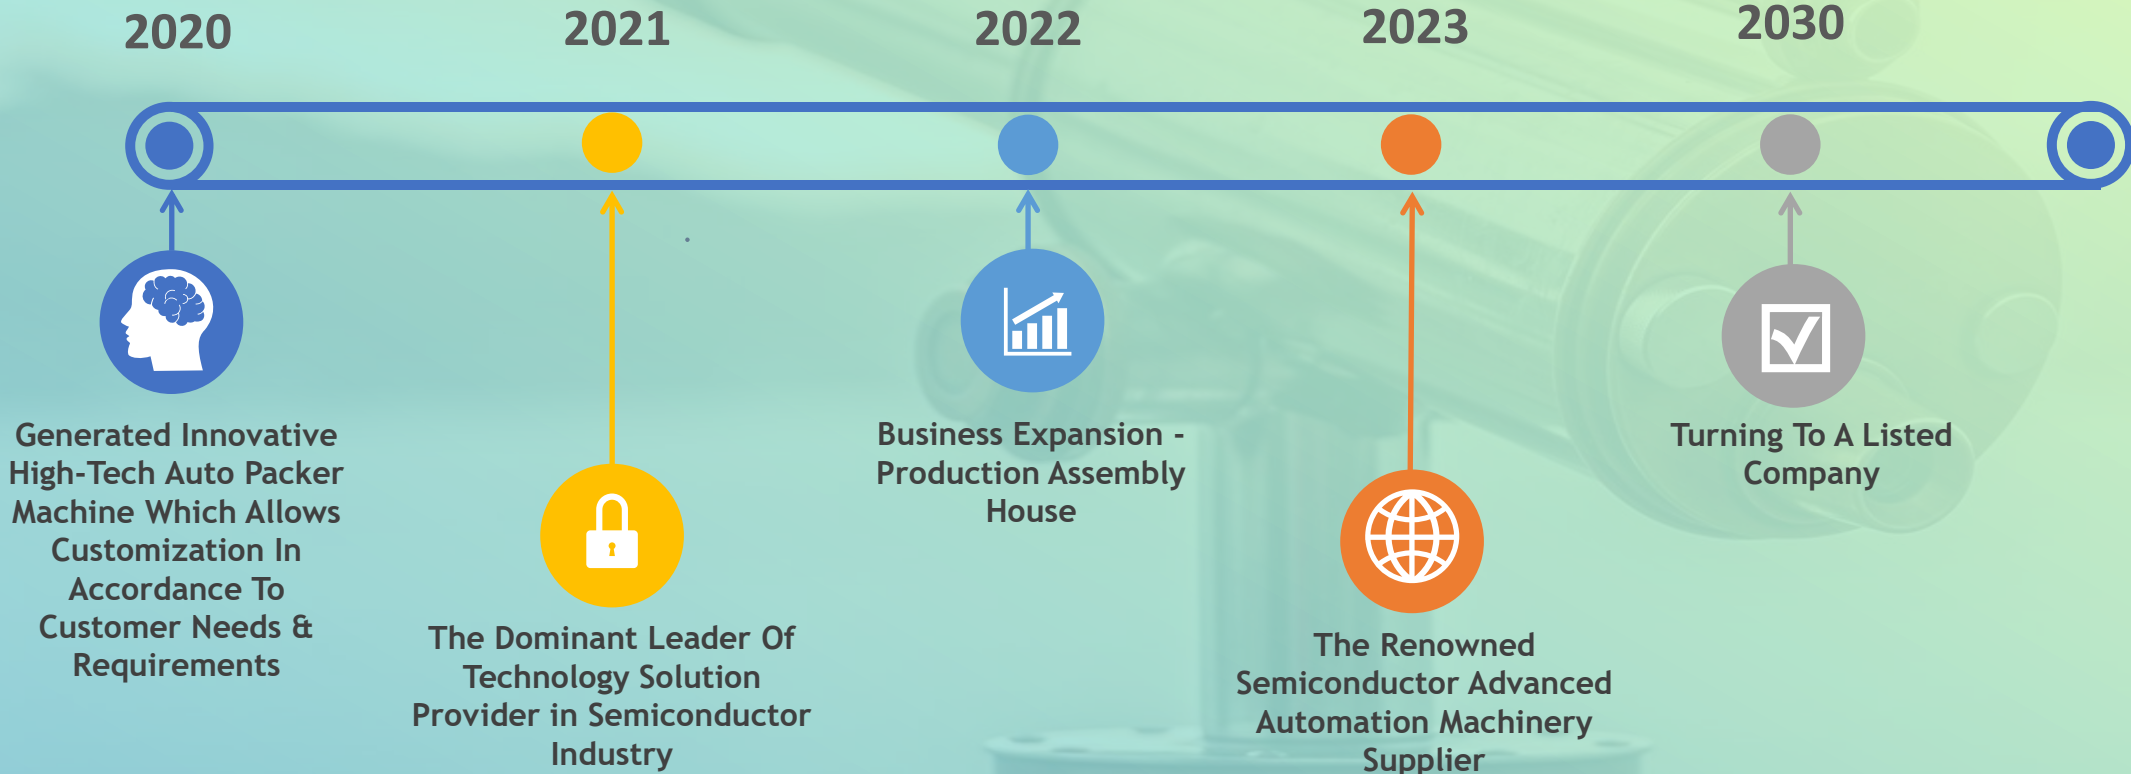 2020
2021
2022
2023
2030
Generated Innovative
High-Tech Auto Packer
Machine Which Allows
Customization In
Accordance To
Customer Needs &
Requirements
The Dominant Leader Of
Technology Solution
Provider in Semiconductor
Industry
Business Expansion -
Production Assembly
House
The Renowned
Semiconductor Advanced
Automation Machinery
Supplier
Turning To A Listed
Company